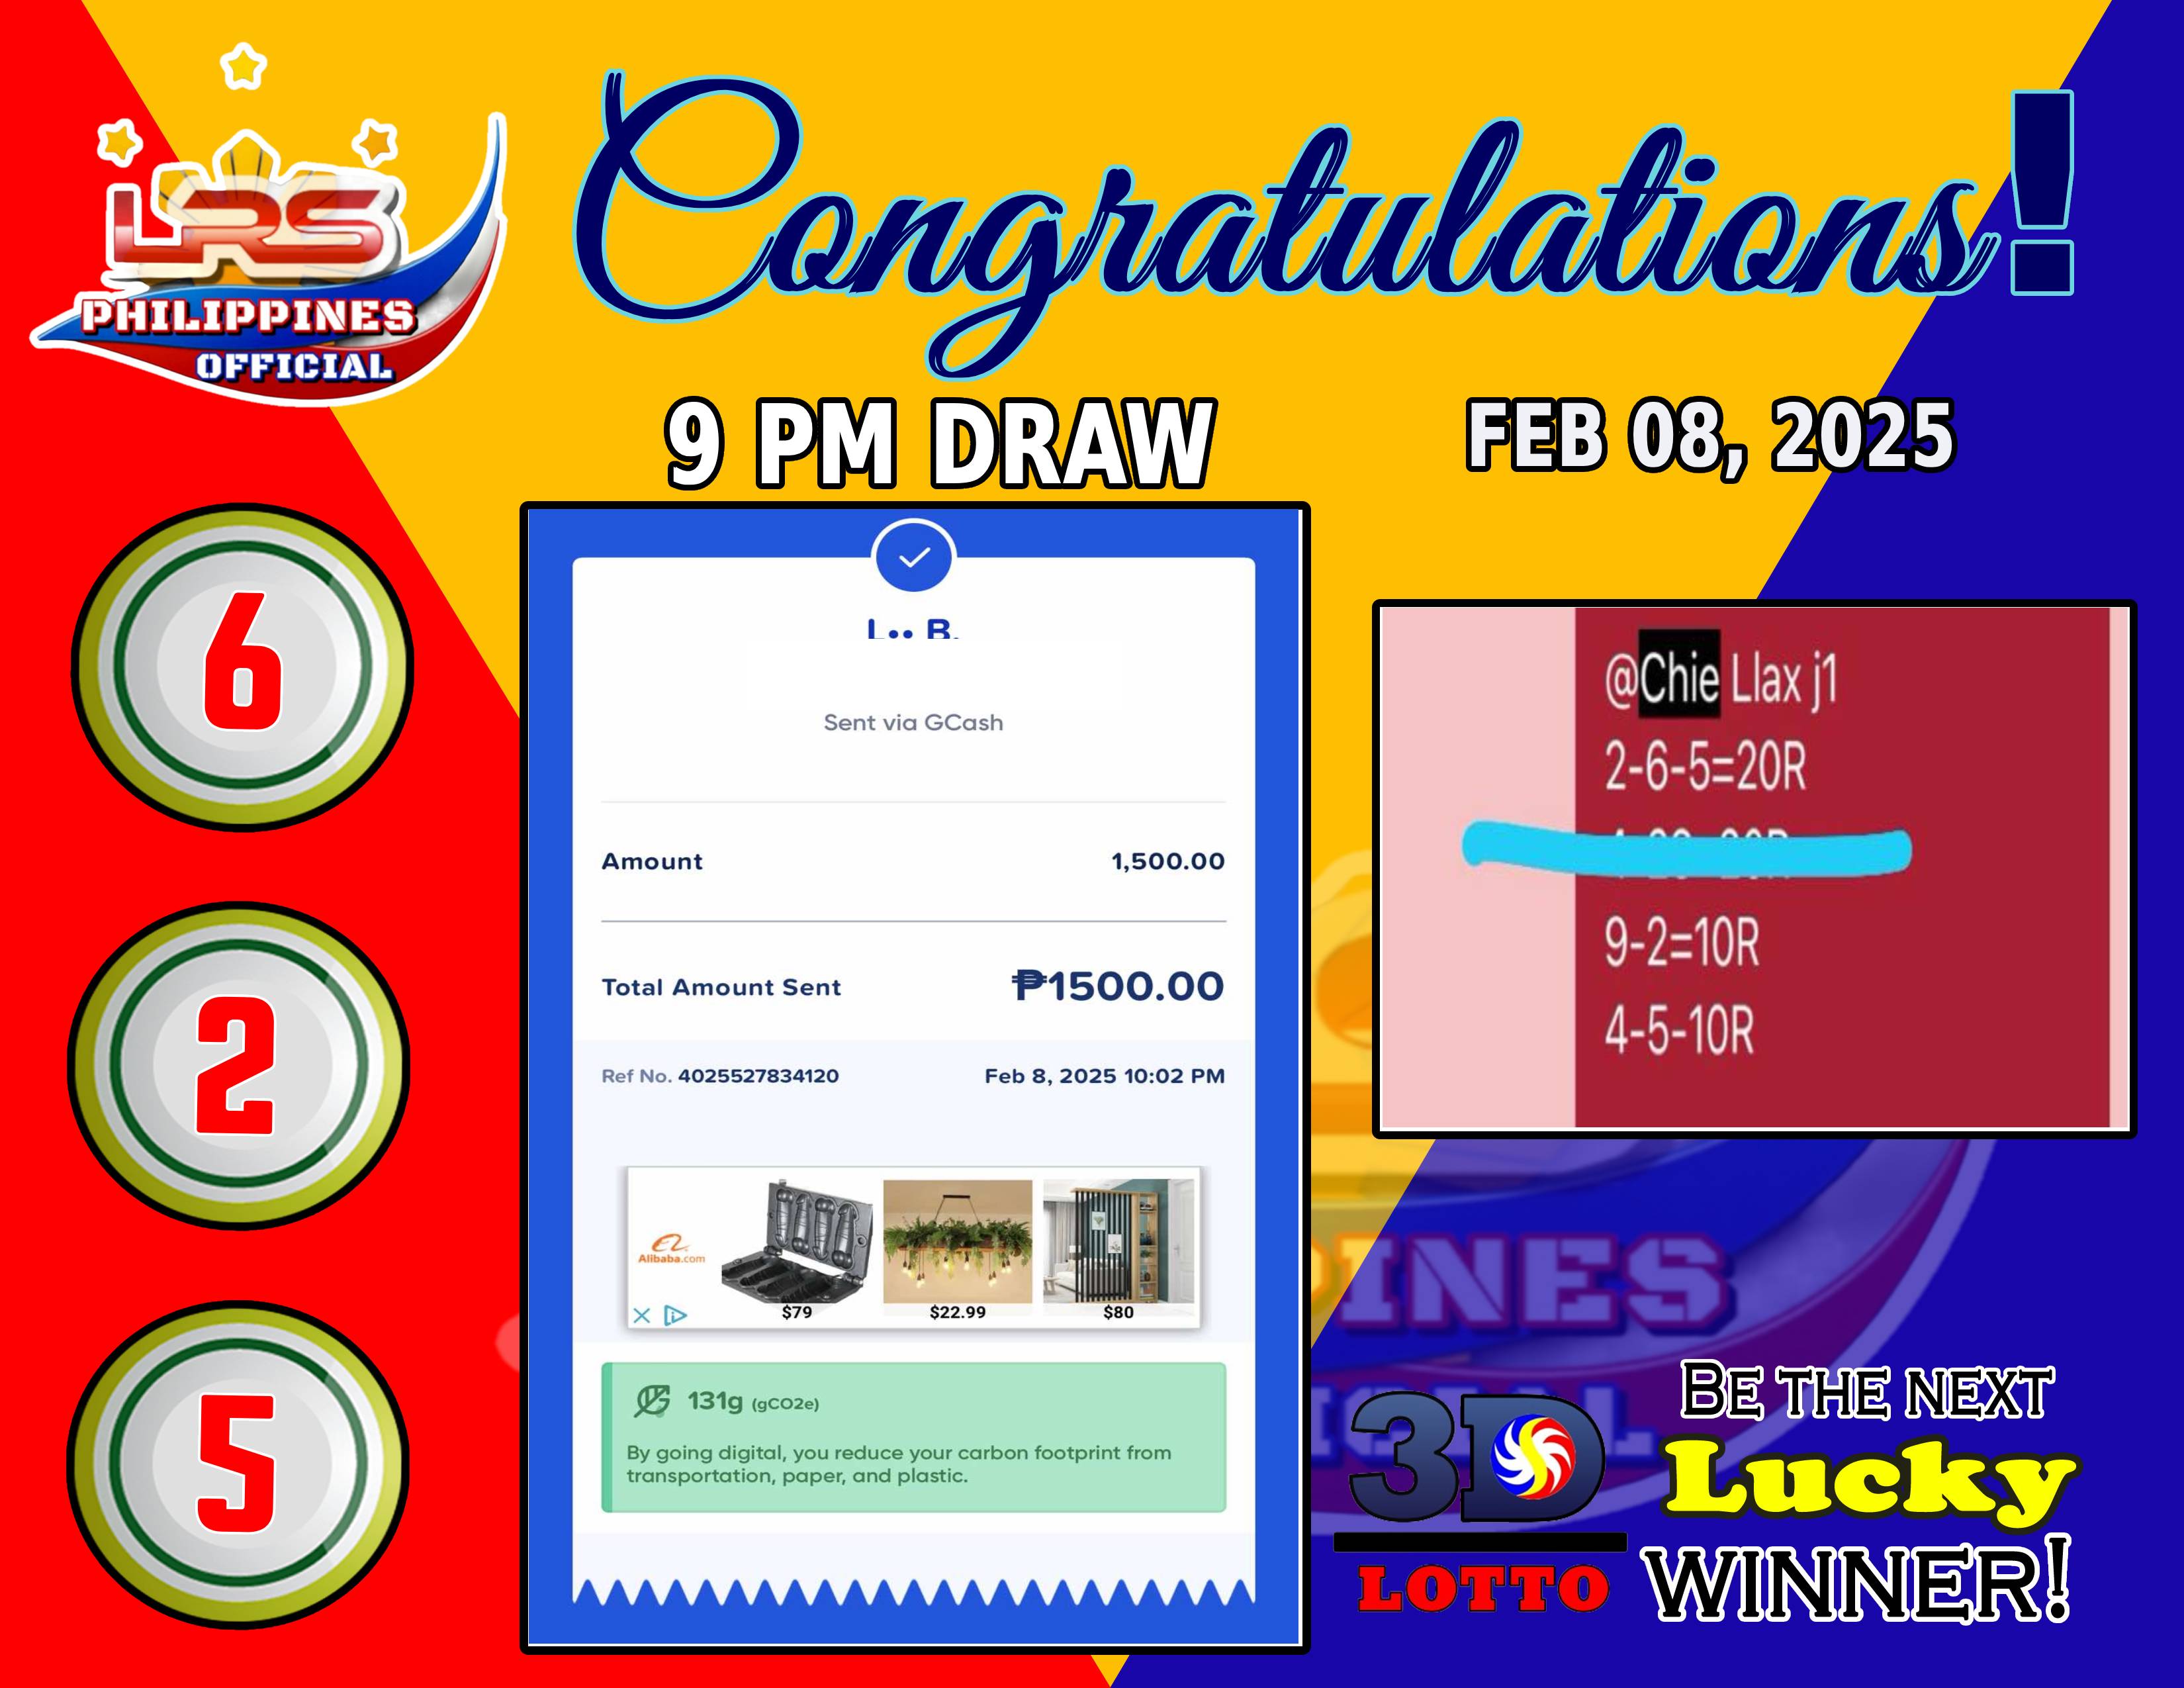 Congratulations!
LRS
PHILIPPINES
OFFICIAL
9 PM DRAW
FEB 08, 2025
6
2
5
L•• B.
Sent via GCash
Amount 1,500.00
Total Amount Sent ₱1500.00
Ref No. 4025527834120 Feb 8, 2025 10:02 PM
Alibaba.com
$79
$22.99
$80
131g (gCO2e)
By going digital, you reduce your carbon footprint from
transportation, paper, and plastic.
@Chie Llax j1
2-6-5=20R
9-2=10R
4-5-10R
PINES
3D
LOTTO
BE THE NEXT
Lucky
WINNER!